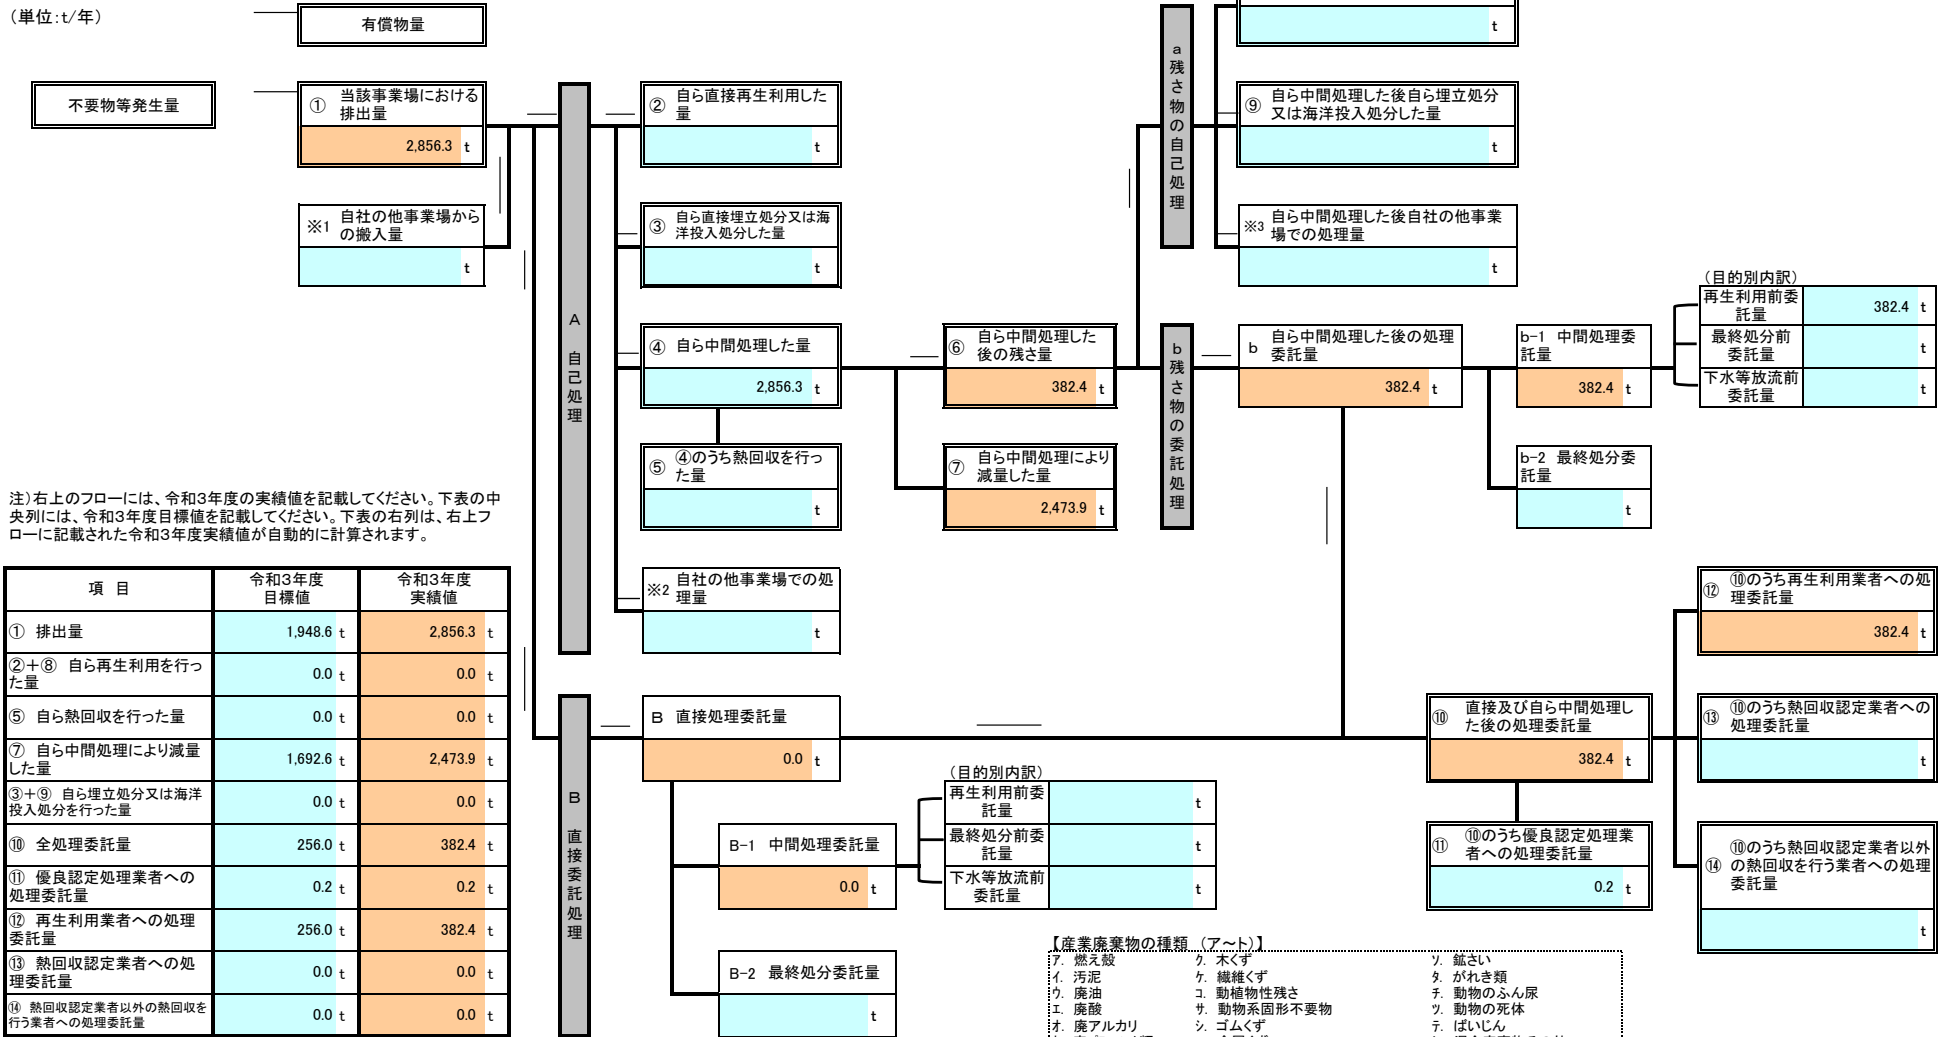 (単位:t/年)
有償物量
t
不要物等発生量
① 当該事業場における
排出量
2,856.3 t
※1 自社の他事業場から
の搬入量
t
A 自己処理
② 自ら直接再生利用した
量
t
③ 自ら直接埋立処分又は海
洋投入処分した量
t
④ 自ら中間処理した量
2,856.3 t
⑤ ④のうち熱回収を行っ
た量
t
※2 自社の他事業場での処
理量
t
⑥ 自ら中間処理した
後の残さ量
382.4 t
⑦ 自ら中間処理により
減量した量
2,473.9 t
a 残さ物の自己処理
⑨ 自ら中間処理した後自ら埋立処分
又は海洋投入処分した量
t
※3 自ら中間処理した後自社の他事業
場での処理量
t
b 残さ物の委託処理
b 自ら中間処理した後の処理
委託量
382.4 t
b-1 中間処理委
託量
382.4 t
b-2 最終処分委
託量
t
(目的別内訳)
再生利用前委
託量
382.4 t
最終処分前
委託量
t
下水等放流前
委託量
t
注)右上のフローには、令和3年度の実績値を記載してください。下表の中
央列には、令和3年度目標値を記載してください。下表の右列は、右上フ
ローに記載された令和3年度実績値が自動的に計算されます。
項 目
令和3年度
目標値
令和3年度
実績値
① 排出量 1,948.6 t 2,856.3 t
②+⑧ 自ら再生利用を行っ
た量
0.0 t 0.0 t
⑤ 自ら熱回収を行った量 0.0 t 0.0 t
⑦ 自ら中間処理により減量
した量
1,692.6 t 2,473.9 t
③+⑨ 自ら埋立処分又は海洋
投入処分を行った量
0.0 t 0.0 t
⑩ 全処理委託量 256.0 t 382.4 t
⑪ 優良認定処理業者への
処理委託量
0.2 t 0.2 t
⑫ 再生利用業者への処理
委託量
256.0 t 382.4 t
⑬ 熱回収認定業者への処
理委託量
0.0 t 0.0 t
⑭ 熱回収認定業者以外の熱回収を
行う業者への処理委託量
0.0 t 0.0 t
B 直接委託処理
B 直接処理委託量
0.0 t
B-1 中間処理委託量
0.0 t
B-2 最終処分委託量
t
(目的別内訳)
再生利用前委
託量
t
最終処分前委
託量
t
下水等放流前
委託量
t
⑩ 直接及び自ら中間処理し
た後の処理委託量
382.4 t
⑪ ⑩のうち優良認定処理業
者への処理委託量
0.2 t
⑫ ⑩のうち再生利用業者への処
理委託量
382.4 t
⑬ ⑩のうち熱回収認定業者への
処理委託量
t
⑭ ⑩のうち熱回収認定業者以外
の熱回収を行う業者への処理
委託量
t
【産業廃棄物の種類 (ア~ト)】
ア. 燃え殻 ク. 木くず ソ. 鉱さい
イ. 汚泥 ケ. 繊維くず タ. がれき類
ウ. 廃油 コ. 動植物性残さ チ. 動物のふん尿
エ. 廃酸 サ. 動物系固形不要物 ツ. 動物の死体
オ. 廃アルカリ シ. ゴムくず テ. ばいじん